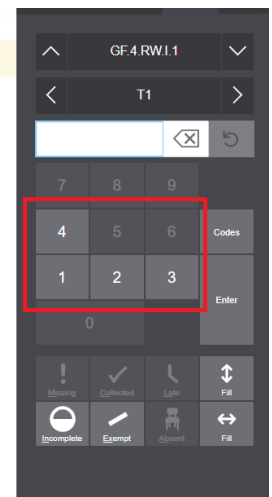 GF.4.RW.I.1
T1
7 8 9
4 5 6 Codes
1 2 3
Enter
0
Missing Collected Late Fill
Incomplete Exempt Absent Fill